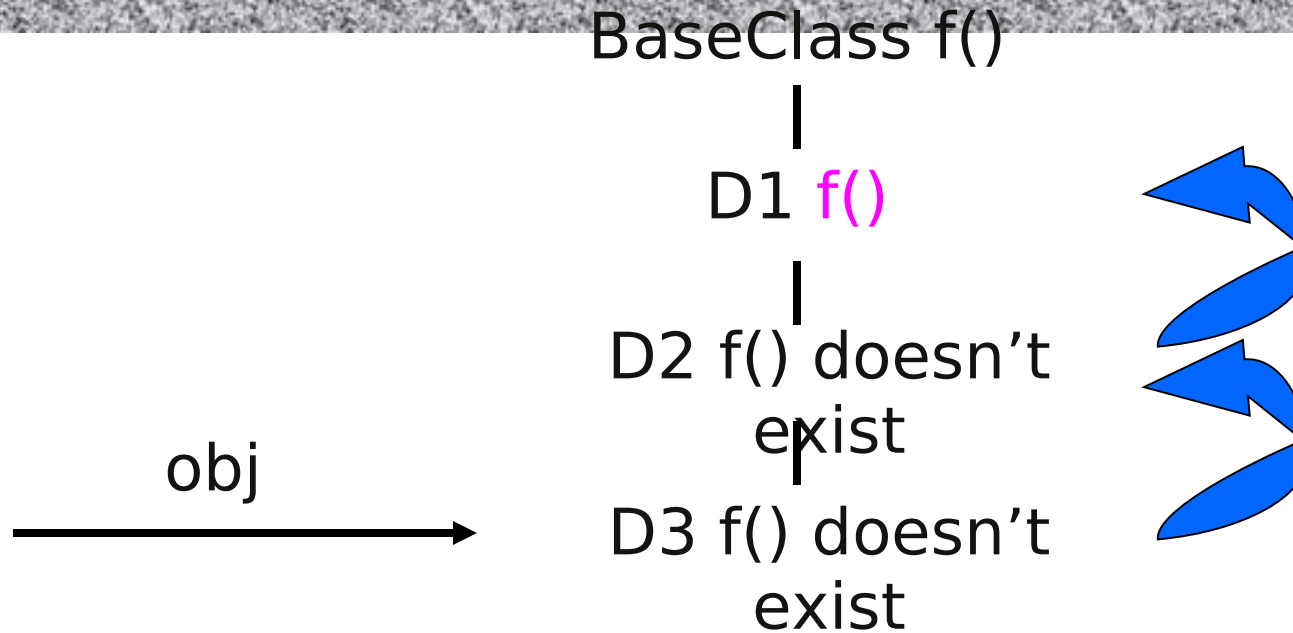 BaseClass f()
D1 f()
D2 f() doesn’t
exist
obj
D3 f() doesn’t
exist